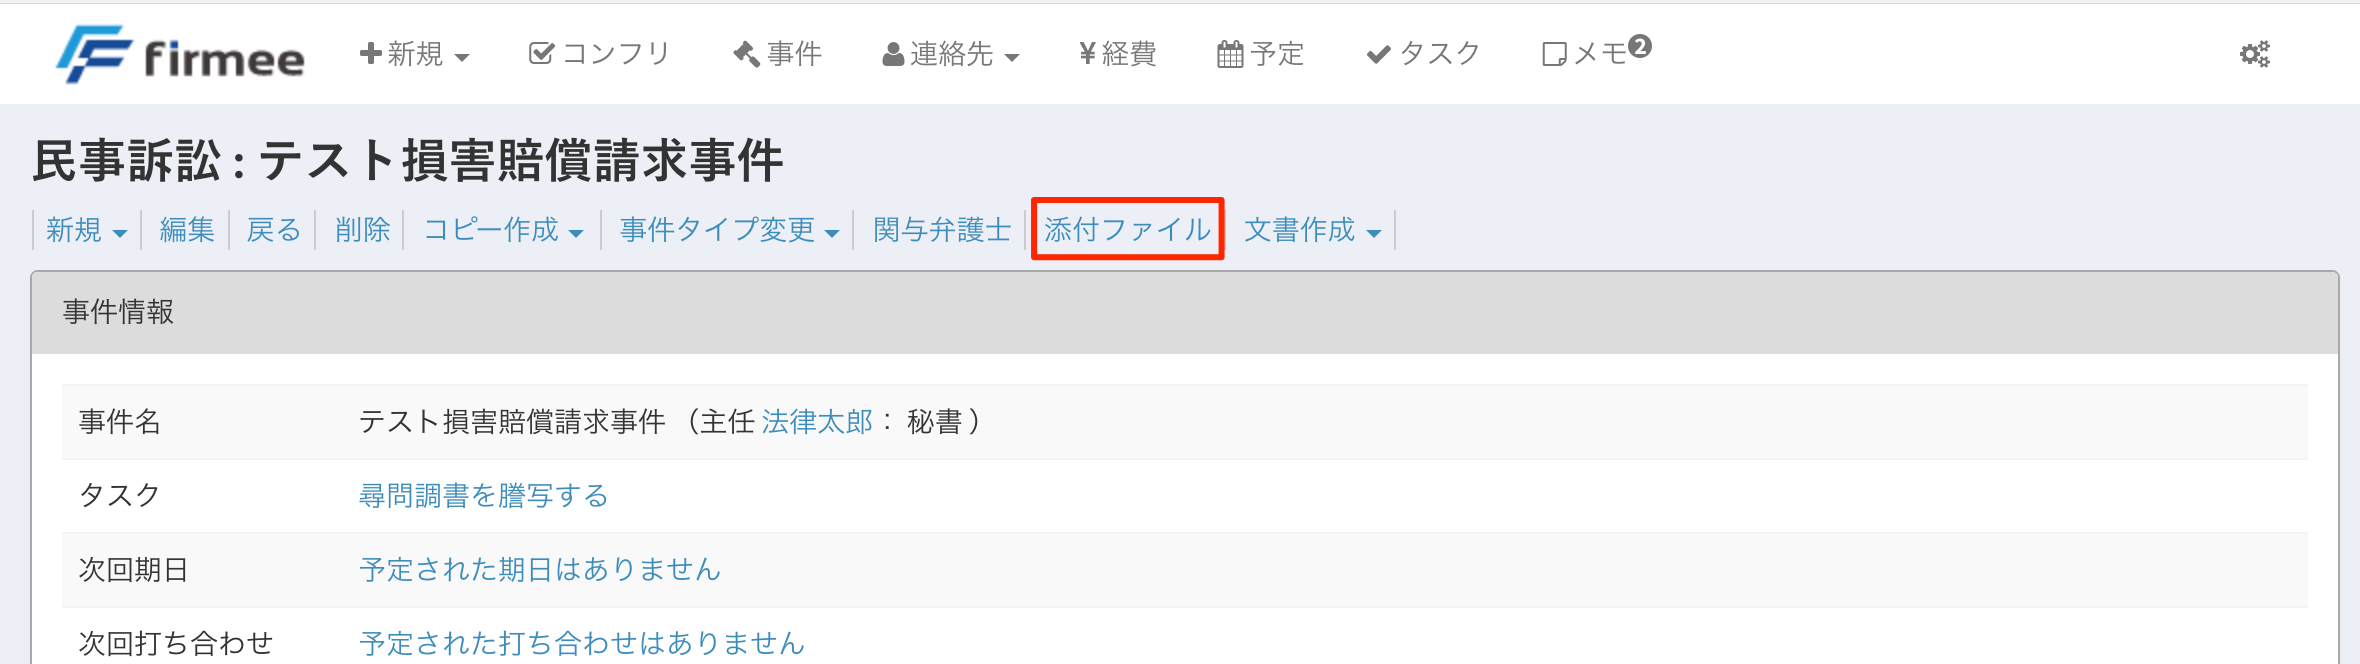 firmee 新規 コンフリ 事件 連絡先 ¥経費 予定 タスク メモ2
民事訴訟 : テスト損害賠償請求事件
新規 編集 戻る 削除 コピー作成 事件タイプ変更 関与弁護士 添付ファイル 文書作成
事件情報
事件名 テスト損害賠償請求事件 （主任 法律太郎 ： 秘書 ）
タスク 尋問調書を謄写する
次回期日 予定された期日はありません
次回打ち合わせ 予定された打ち合わせはありません